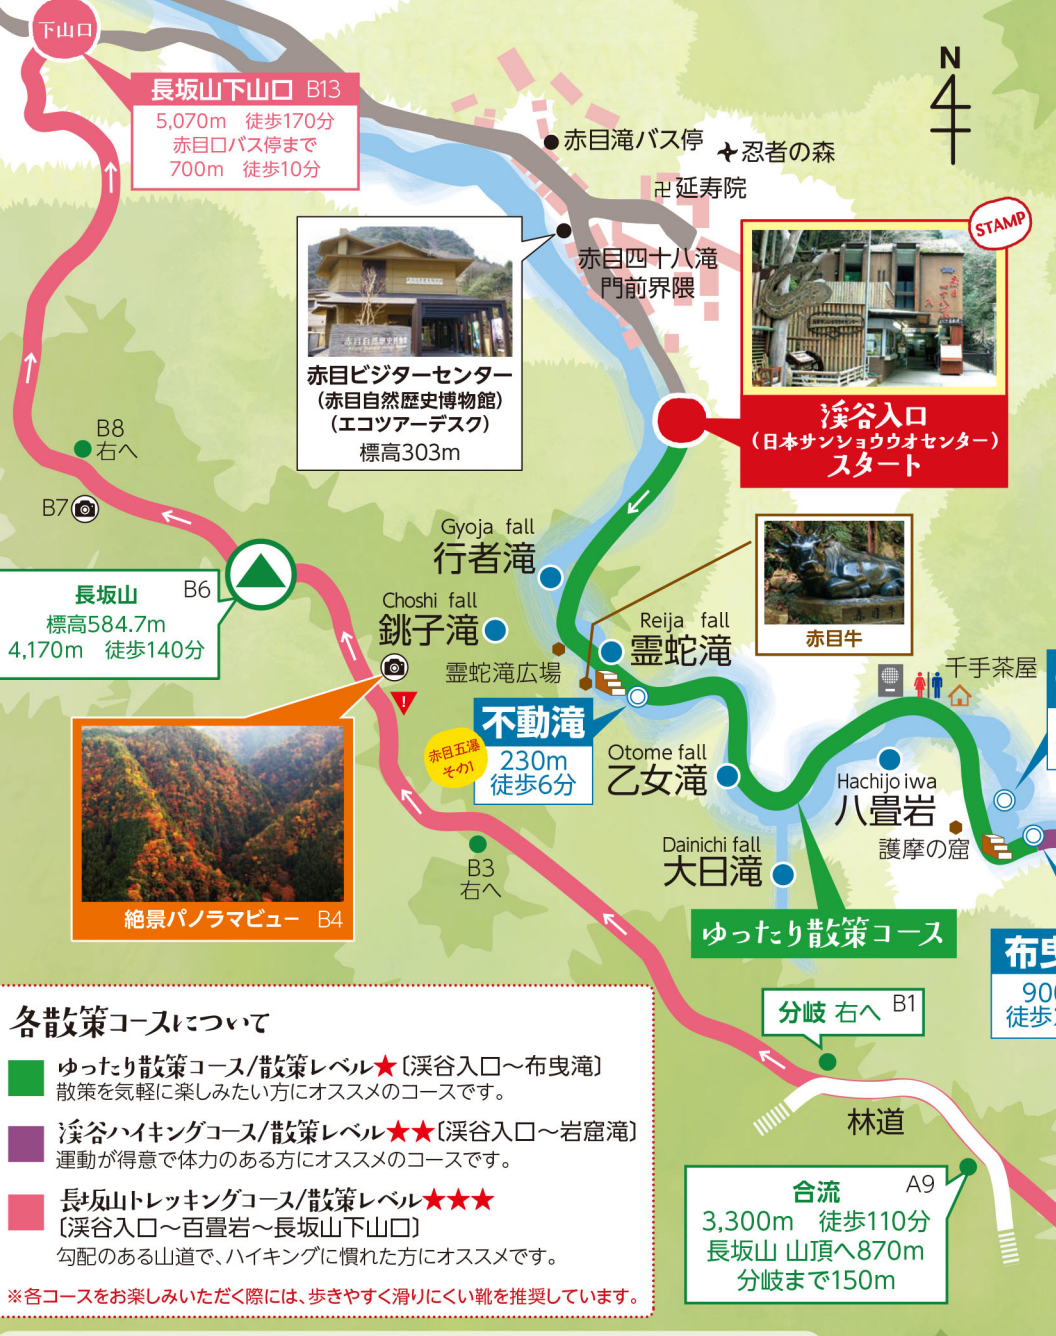 下山口
長坂山下山口 B13
5,070m 徒歩170分
赤目口バス停まで
700m 徒歩10分
N
赤目滝バス停
忍者の森
卍延寿院
赤目四十八滝
門前界隈
STAMP
渓谷入口
(日本サンショウウオセンター)
スタート
赤目ビジターセンター
(赤目自然歴史博物館)
(エコツアーデスク)
標高303m
B8
右へ
B7
長坂山 B6
標高584.7m
4,170m 徒歩140分
Gyoja fall
行者滝
Choshi fall
銚子滝
霊蛇滝広場
Reija fall
霊蛇滝
赤目牛
千手茶屋
!
赤目五瀑
その1
不動滝
230m
徒歩6分
Otome fall
乙女滝
Hachijo iwa
八畳岩
護摩の窟
Dainichi fall
大日滝
絶景パノラマビュー B4
B3
右へ
ゆったり散策コース
布曳
900
徒歩
分岐 右へ B1
林道
合流 A9
3,300m 徒歩110分
長坂山 山頂へ870m
分岐まで150m
各散策コースについて
ゆったり散策コース/散策レベル★〔渓谷入口〜布曳滝〕
散策を気軽に楽しみたい方にオススメのコースです。
渓谷ハイキングコース/散策レベル★★〔渓谷入口〜岩窟滝〕
運動が得意で体力のある方にオススメのコースです。
長坂山トレッキングコース/散策レベル★★★
〔渓谷入口〜百畳岩〜長坂山下山口〕
勾配のある山道で、ハイキングに慣れた方にオススメです。
※各コースをお楽しみいただく際には、歩きやすく滑りにくい靴を推奨しています。